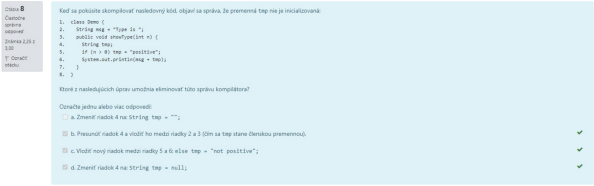 Otázka 8
Čiastočne
správna
odpoveď
Známka 2,25 z
3,00
Označiť
otázku
Keď sa pokúsite skompilovať nasledovný kód, objaví sa správa, že premenná tmp nie je inicializovaná:
1. class Demo {
2. String msg = "Type is ";
3. public void showType(int n) {
4. String tmp;
5. if (n > 0) tmp = "positive";
6. System.out.println(msg + tmp);
7. }
8. }
Ktoré z nasledujúcich úprav umožnia eliminovať túto správu kompilátora?
Označte jednu alebo viac odpovedí:
a. Zmeniť riadok 4 na: String tmp = "";
b. Presunúť riadok 4 a vložiť ho medzi riadky 2 a 3 (čím sa tmp stane členskou premennou).
c. Vložiť nový riadok medzi riadky 5 a 6: else tmp = "not positive";
d. Zmeniť riadok 4 na: String tmp = null;